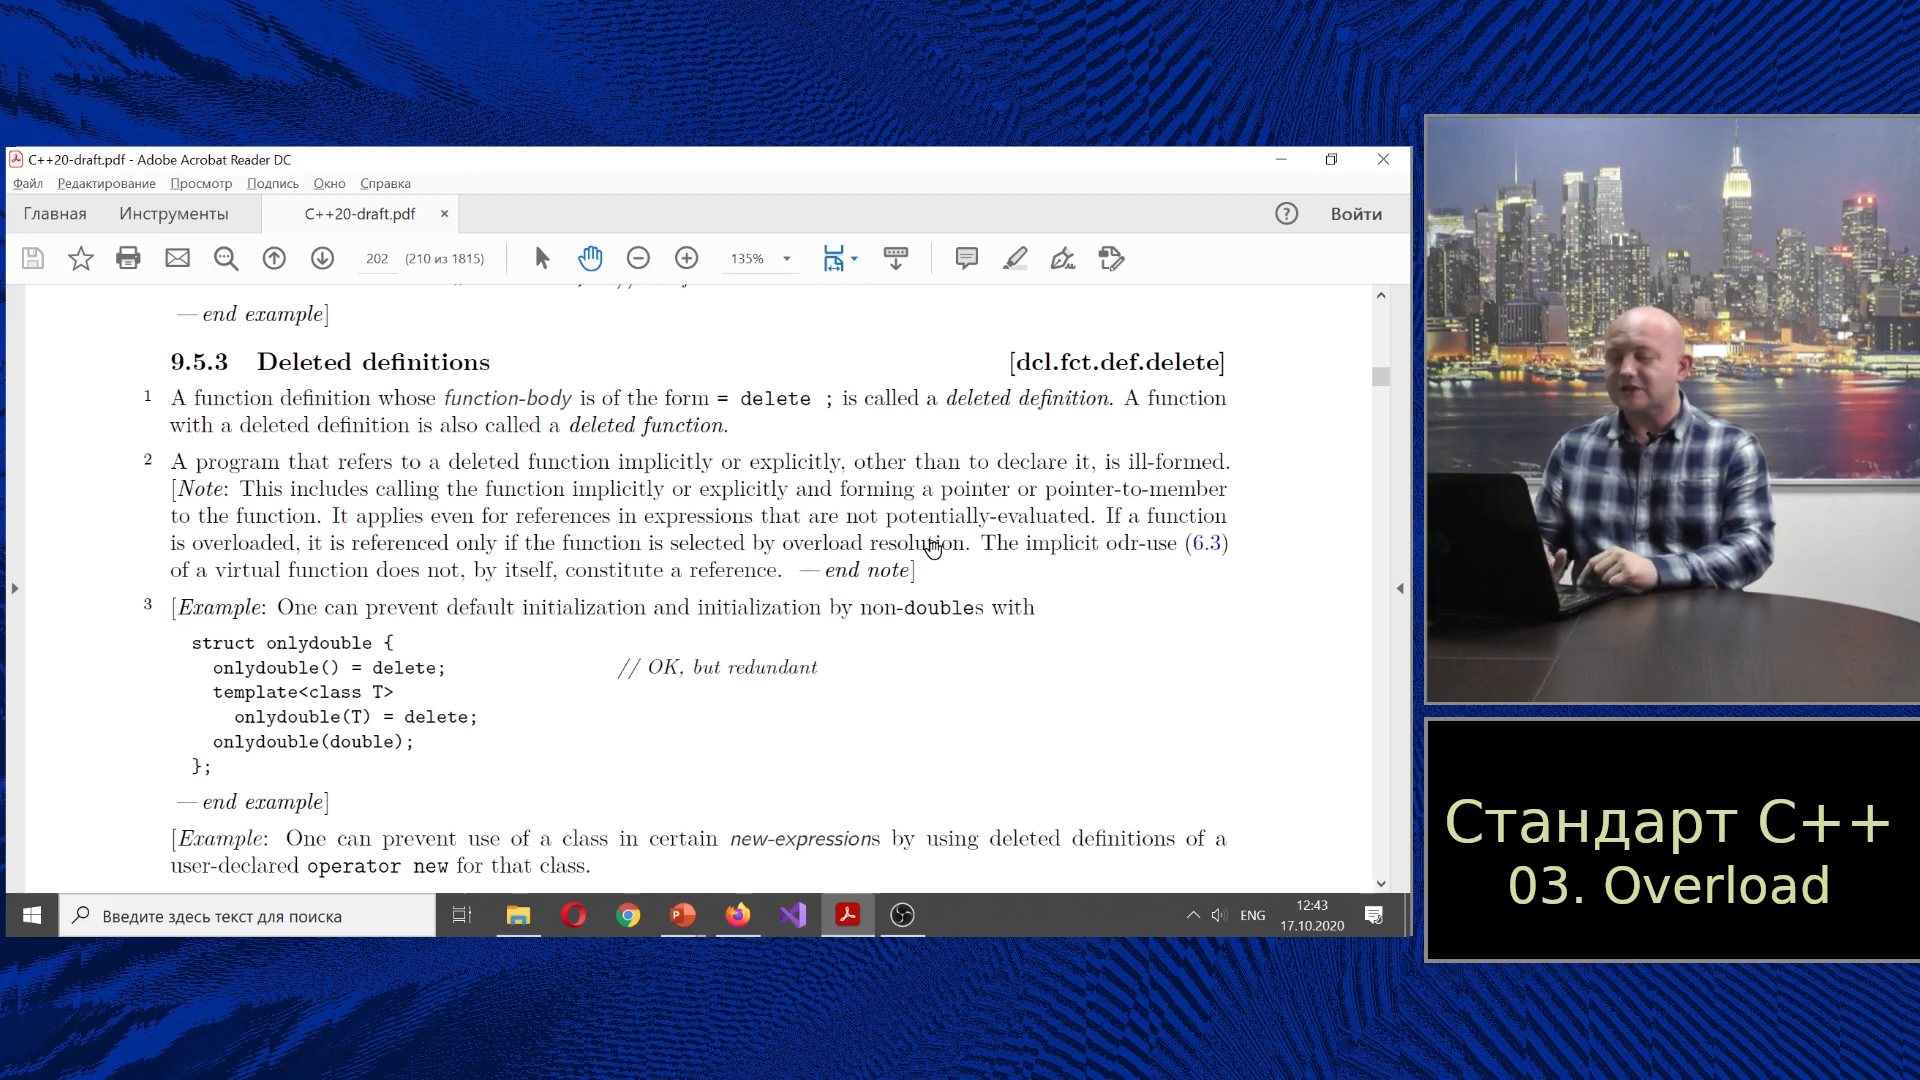 C++20-draft.pdf - Adobe Acrobat Reader DC
Файл Редактирование Просмотр Подпись Окно Справка
Главная Инструменты C++20-draft.pdf × Войти
202 (210 из 1815) 135%
— end example]
9.5.3 Deleted definitions [dcl.fct.def.delete]
1 A function definition whose function-body is of the form = delete ; is called a deleted definition. A function
with a deleted definition is also called a deleted function.
2 A program that refers to a deleted function implicitly or explicitly, other than to declare it, is ill-formed.
[Note: This includes calling the function implicitly or explicitly and forming a pointer or pointer-to-member
to the function. It applies even for references in expressions that are not potentially-evaluated. If a function
is overloaded, it is referenced only if the function is selected by overload resolution. The implicit odr-use (6.3)
of a virtual function does not, by itself, constitute a reference. — end note]
3 [Example: One can prevent default initialization and initialization by non-doubles with
struct onlydouble {
onlydouble() = delete; // OK, but redundant
template<class T>
onlydouble(T) = delete;
onlydouble(double);
};
— end example]
[Example: One can prevent use of a class in certain new-expressions by using deleted definitions of a
user-declared operator new for that class.
Введите здесь текст для поиска
ENG
12:43
17.10.2020
Стандарт C++
03. Overload